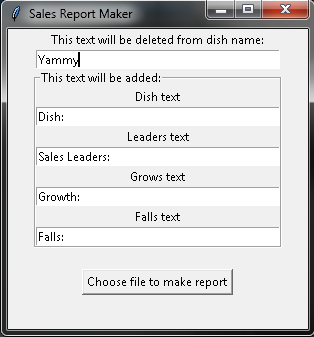 Sales Report Maker
This text will be deleted from dish name:
Yammy
This text will be added:
Dish text
Dish:
Leaders text
Sales Leaders:
Grows text
Growth:
Falls text
Falls:
Choose file to make report